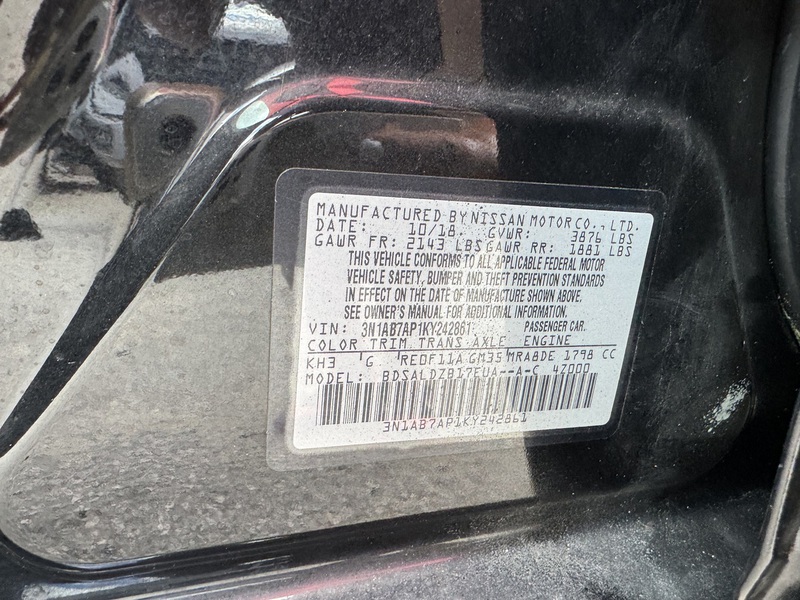 MANUFACTURED BY NISSAN MOTOR CO., LTD.
DATE: 10/18 GVWR: 3876 LBS
GAWR FR: 2143 LBS GAWR RR: 1881 LBS
THIS VEHICLE CONFORMS TO ALL APPLICABLE FEDERAL MOTOR
VEHICLE SAFETY, BUMPER AND THEFT PREVENTION STANDARDS
IN EFFECT ON THE DATE OF MANUFACTURE SHOWN ABOVE.
SEE OWNER'S MANUAL FOR ADDITIONAL INFORMATION.
VIN: 3N1AB7AP1KY242861 PASSENGER CAR.
COLOR TRIM TRANS AXLE ENGINE
KH3 G RE0F11A GM35 MRA8DE 1798 CC
MODEL: BDSALDZB17EUA--A-C 4Z000
3N1AB7AP1KY242861